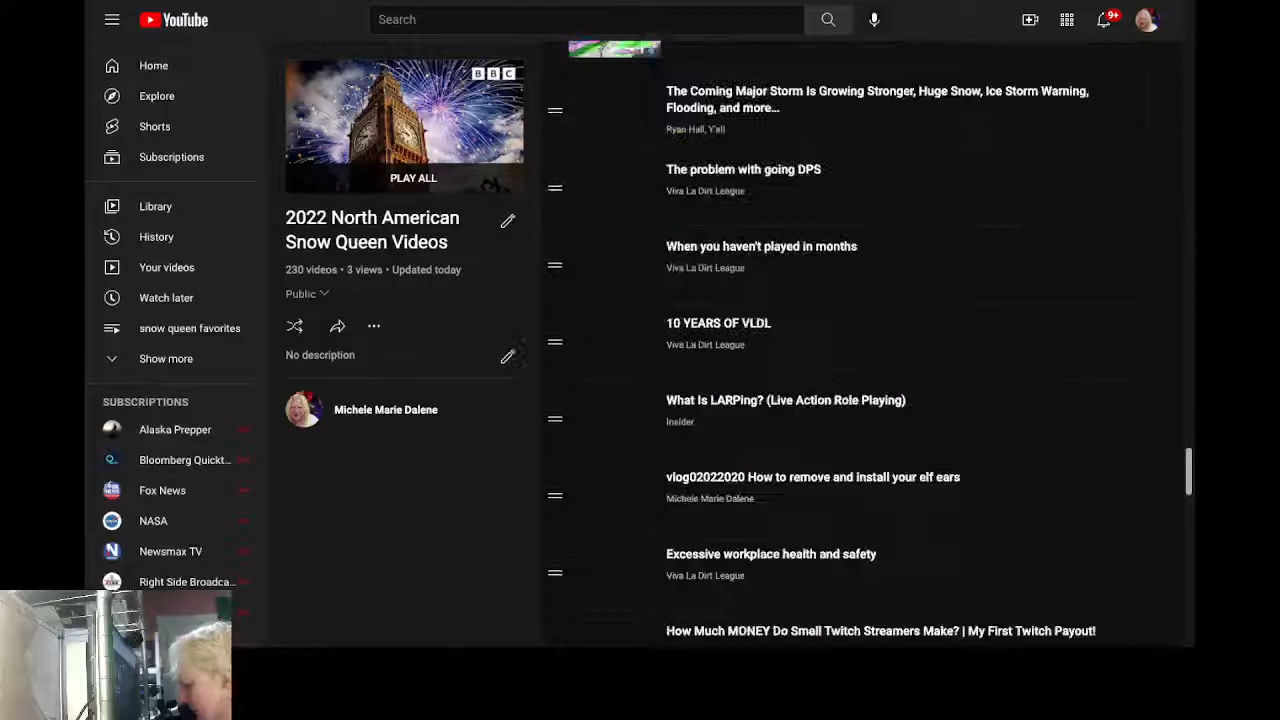 YouTube
Search
9+
Home
Explore
Shorts
Subscriptions
Library
History
Your videos
Watch later
snow queen favorites
Show more
SUBSCRIPTIONS
Alaska Prepper
Bloomberg Quickt...
Fox News
NASA
Newsmax TV
Right Side Broadca...
BBC
PLAY ALL
2022 North American
Snow Queen Videos
230 videos • 3 views • Updated today
Public
No description
Michele Marie Dalene
The Coming Major Storm Is Growing Stronger, Huge Snow, Ice Storm Warning,
Flooding, and more...
Ryan Hall, Y'all
The problem with going DPS
Viva La Dirt League
When you haven't played in months
Viva La Dirt League
10 YEARS OF VLDL
Viva La Dirt League
What Is LARPing? (Live Action Role Playing)
Insider
vlog02022020 How to remove and install your elf ears
Michele Marie Dalene
Excessive workplace health and safety
Viva La Dirt League
How Much MONEY Do Small Twitch Streamers Make? | My First Twitch Payout!